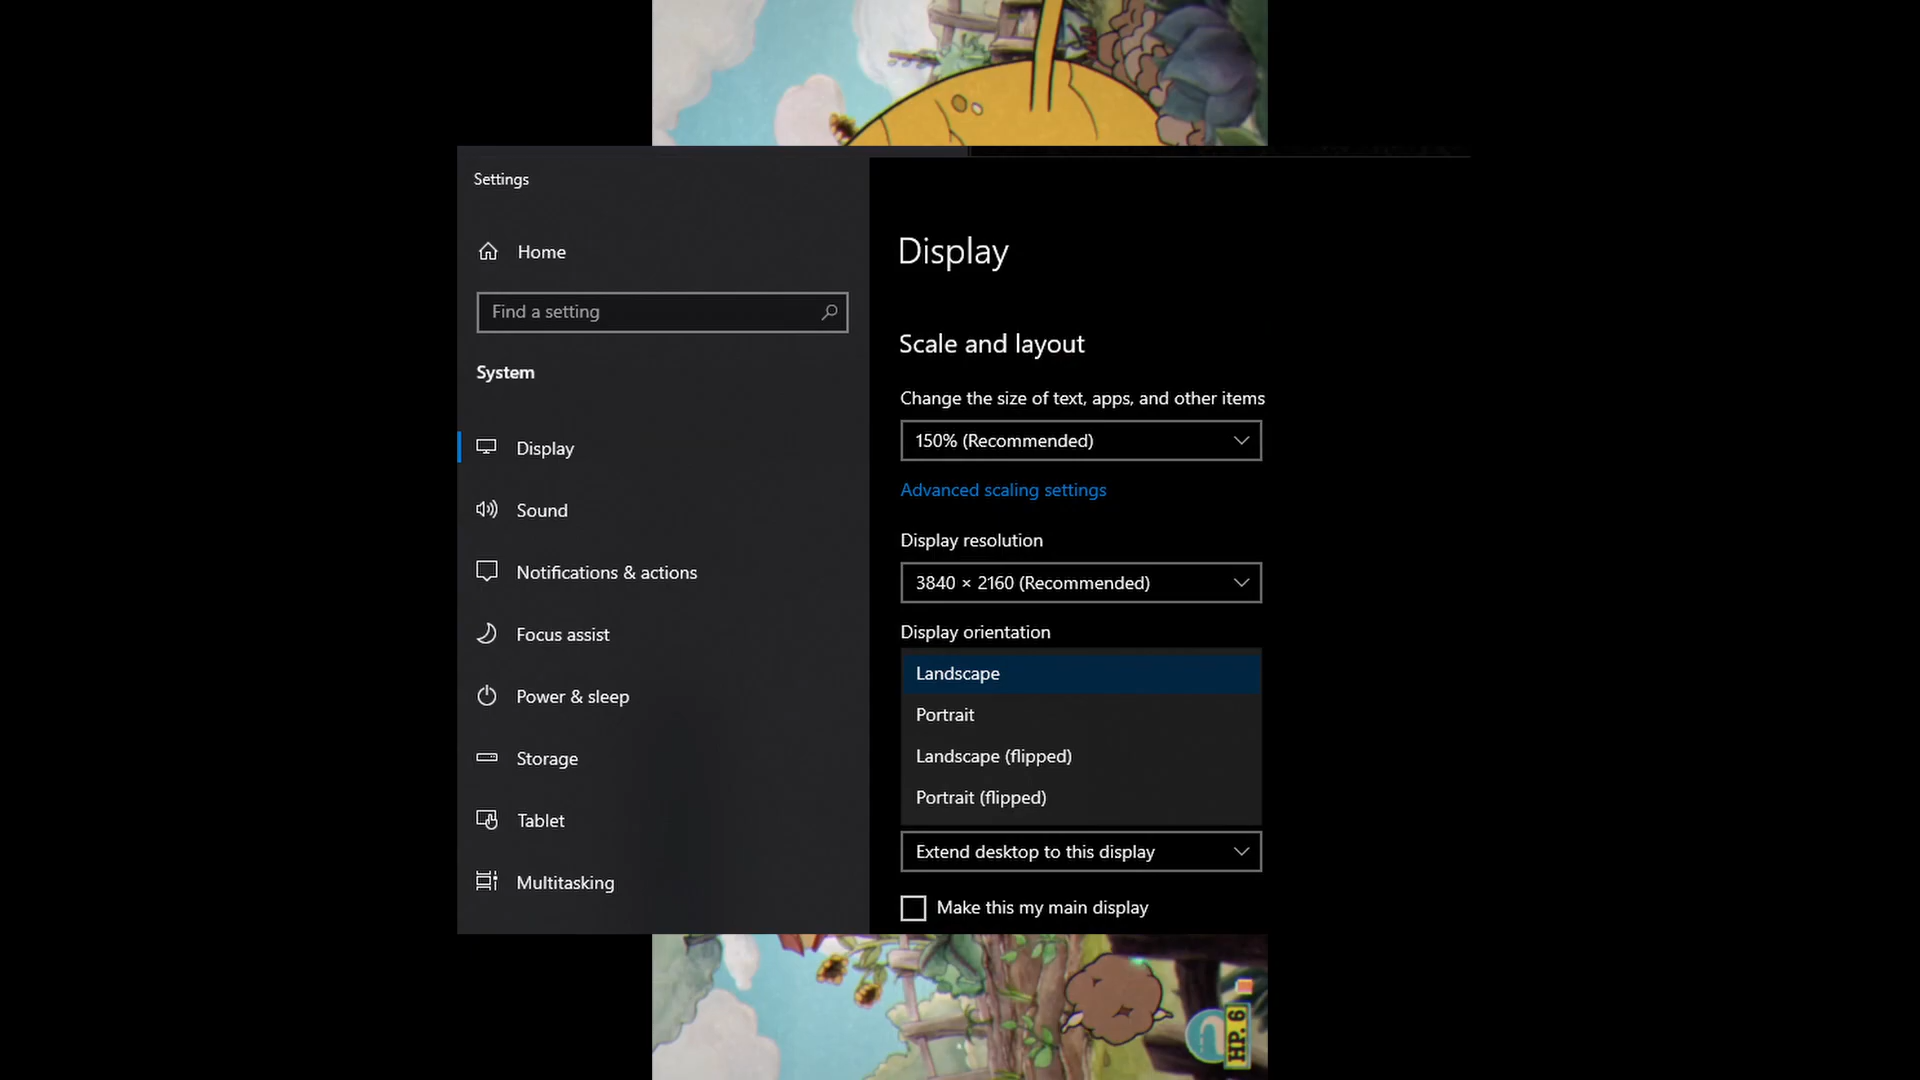 Settings
Home
Find a setting
System
Display
Sound
Notifications & actions
Focus assist
Power & sleep
Storage
Tablet
Multitasking
Display
Scale and layout
Change the size of text, apps, and other items
150% (Recommended)
Advanced scaling settings
Display resolution
3840 × 2160 (Recommended)
Display orientation
Landscape
Portrait
Landscape (flipped)
Portrait (flipped)
Extend desktop to this display
Make this my main display
HP. 6